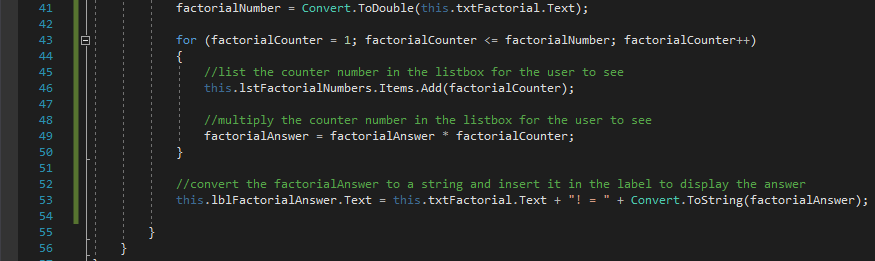 41 factorialNumber = Convert.ToDouble(this.txtFactorial.Text);
42
43 for (factorialCounter = 1; factorialCounter <= factorialNumber; factorialCounter++)
44 {
45 //list the counter number in the listbox for the user to see
46 this.lstFactorialNumbers.Items.Add(factorialCounter);
47
48 //multiply the counter number in the listbox for the user to see
49 factorialAnswer = factorialAnswer * factorialCounter;
50 }
51
52 //convert the factorialAnswer to a string and insert it in the label to display the answer
53 this.lblFactorialAnswer.Text = this.txtFactorial.Text + "! = " + Convert.ToString(factorialAnswer);
54
55 }
56 }